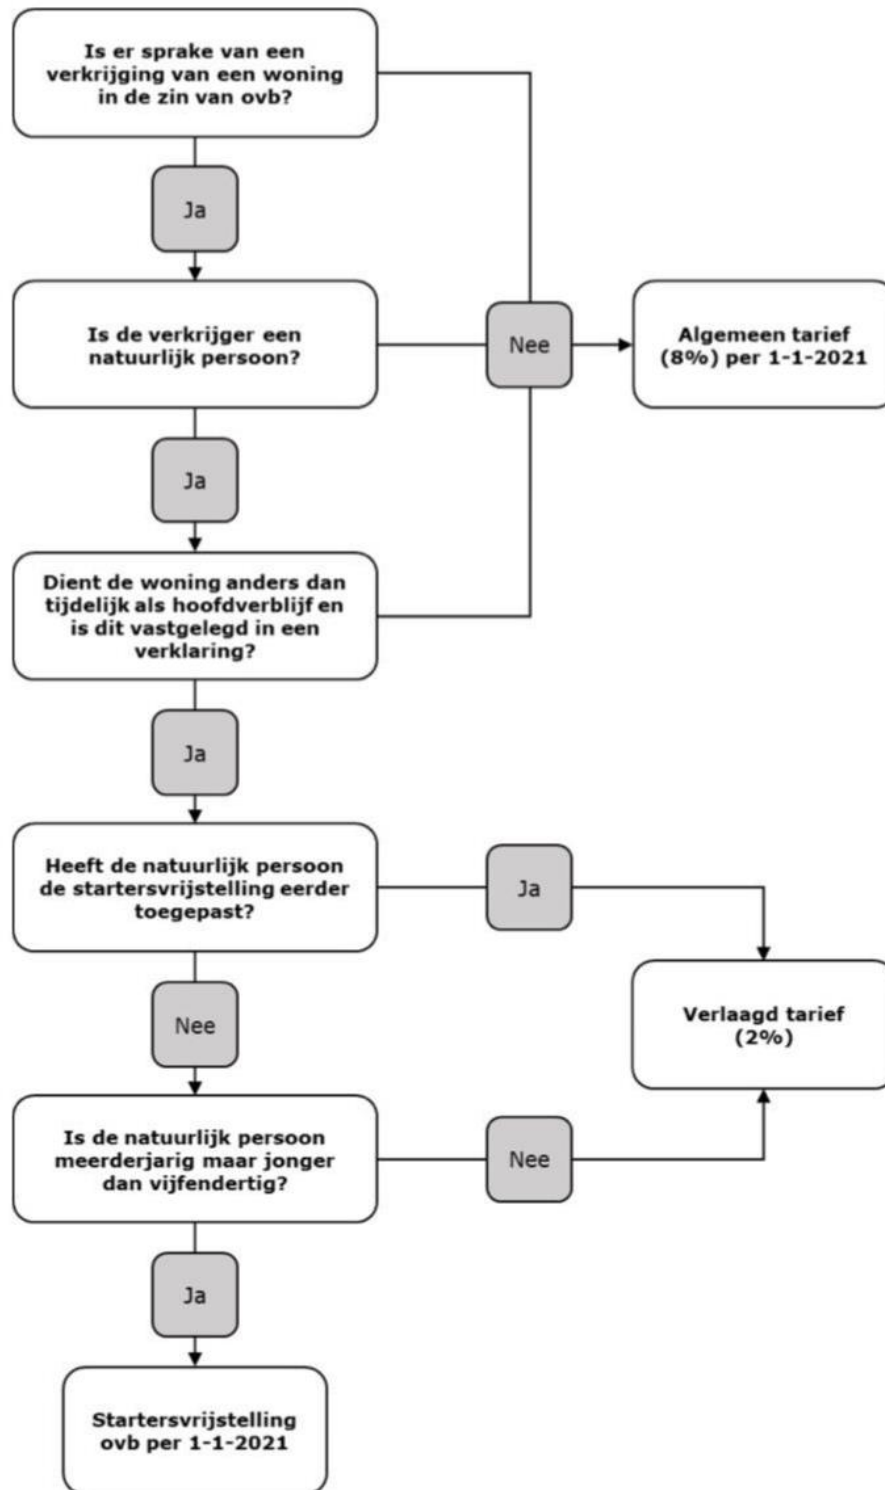 Is er sprake van een
verkrijging van een woning
in de zin van ovb?
Ja
Is de verkrijger een
natuurlijk persoon?
Nee
Algemeen tarief
(8%) per 1-1-2021
Ja
Dient de woning anders dan
tijdelijk als hoofdverblijf en
is dit vastgelegd in een
verklaring?
Ja
Heeft de natuurlijk persoon
de startersvrijstelling eerder
toegepast?
Ja
Verlaagd tarief
(2%)
Nee
Is de natuurlijk persoon
meerderjarig maar jonger
dan vijfendertig?
Nee
Ja
Startersvrijstelling
ovb per 1-1-2021